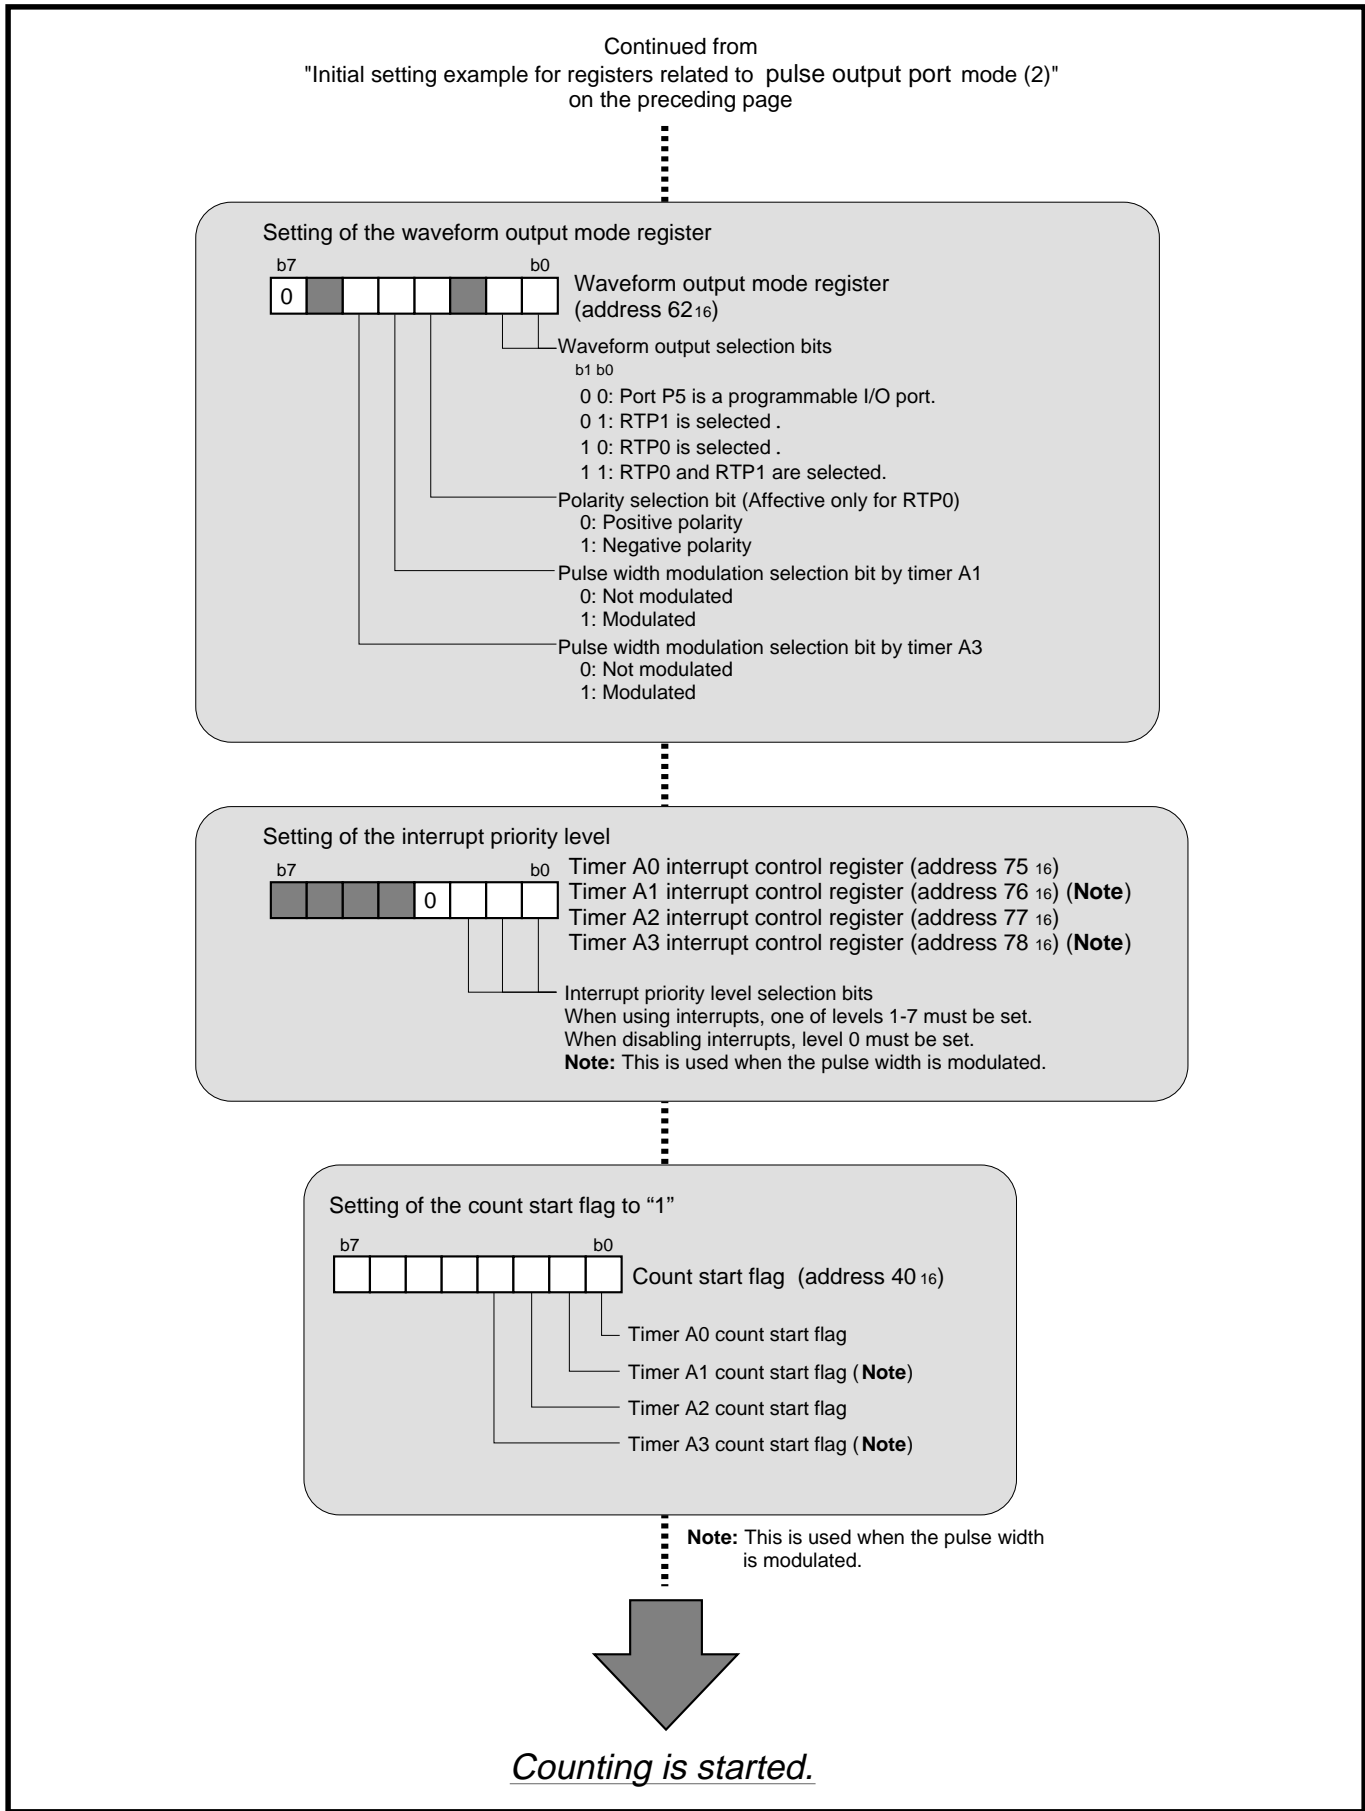 Continued from
"Initial setting example for registers related to pulse output port mode (2)"
on the preceding page
Setting of the waveform output mode register
b7 b0
0
Waveform output mode register
(address 6216)
Waveform output selection bits
b1 b0
0 0: Port P5 is a programmable I/O port.
0 1: RTP1 is selected .
1 0: RTP0 is selected .
1 1: RTP0 and RTP1 are selected.
Polarity selection bit (Affective only for RTP0)
0: Positive polarity
1: Negative polarity
Pulse width modulation selection bit by timer A1
0: Not modulated
1: Modulated
Pulse width modulation selection bit by timer A3
0: Not modulated
1: Modulated
Setting of the interrupt priority level
b7 b0
0
Timer A0 interrupt control register (address 75 16)
Timer A1 interrupt control register (address 76 16) (Note)
Timer A2 interrupt control register (address 77 16)
Timer A3 interrupt control register (address 78 16) (Note)
Interrupt priority level selection bits
When using interrupts, one of levels 1-7 must be set.
When disabling interrupts, level 0 must be set.
Note: This is used when the pulse width is modulated.
Setting of the count start flag to “1”
b7 b0
Count start flag (address 40 16)
Timer A0 count start flag
Timer A1 count start flag (Note)
Timer A2 count start flag
Timer A3 count start flag (Note)
Note: This is used when the pulse width
is modulated.
Counting is started.